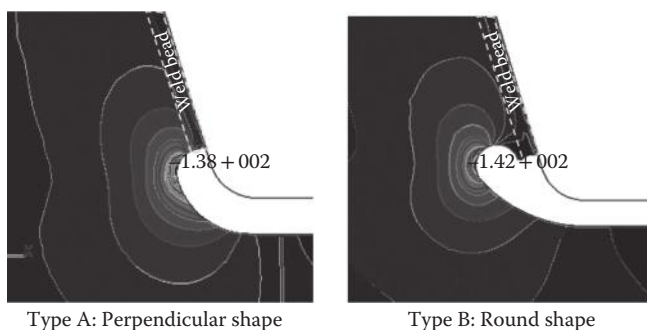 Weld bead
–1.38 + 002
Type A: Perpendicular shape
Weld bead
–1.42 + 002
Type B: Round shape